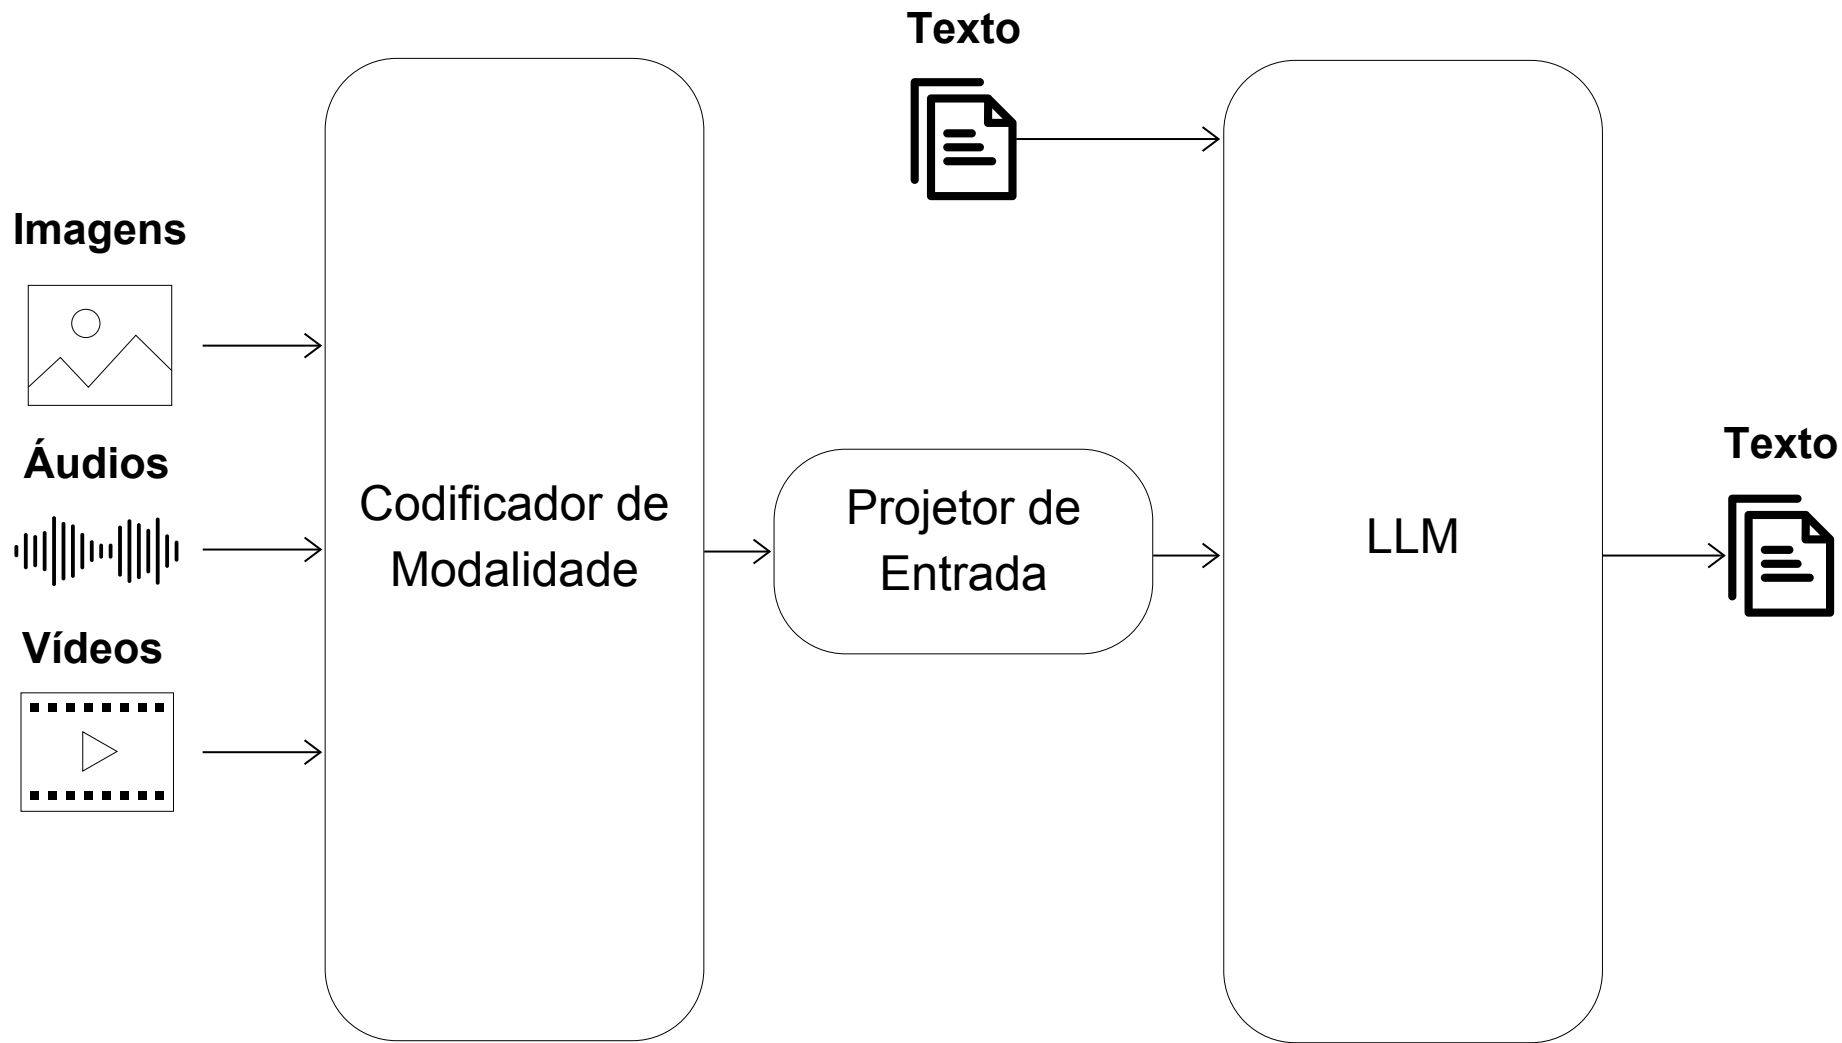 Texto
Imagens
Áudios
Vídeos
Codificador de
Modalidade
Projetor de
Entrada
LLM
Texto